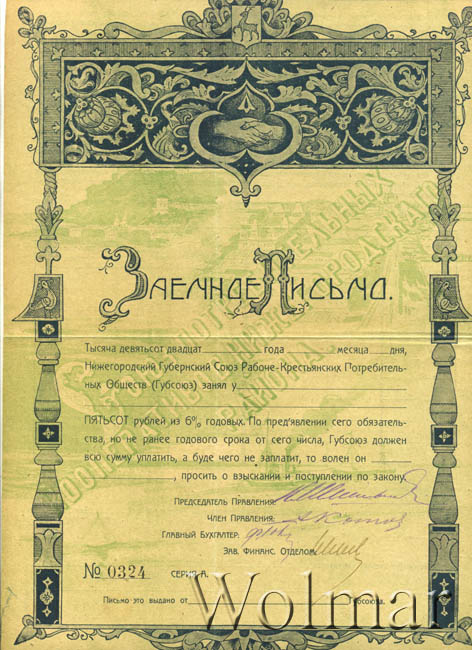 Заемное Письмо.
Тысяча девятьсот двадцат года месяца дня,
Нижегородский Губернский Союз Рабоче-Крестьянских Потребитель-
ных Обществ (Губсоюз) занял у
ПЯТЬСОТ рублей из 6% годовых. По пред'явлении сего обязатель-
ства, но не ранее годового срока от сего числа, Губсоюз должен
всю сумму уплатить, а буде чего не заплатит, то волен он
, просить о взыскании и поступлении по закону.
ПРЕДСЕДАТЕЛЬ ПРАВЛЕНИЯ:
ЧЛЕН ПРАВЛЕНИЯ:
ГЛАВНЫЙ БУХГАЛТЕР:
ЗАВ. ФИНАНС. ОТДЕЛОМ:
№ 0324 СЕРИЯ А.
Письмо это выдано от Губсоюза.
Wolmar